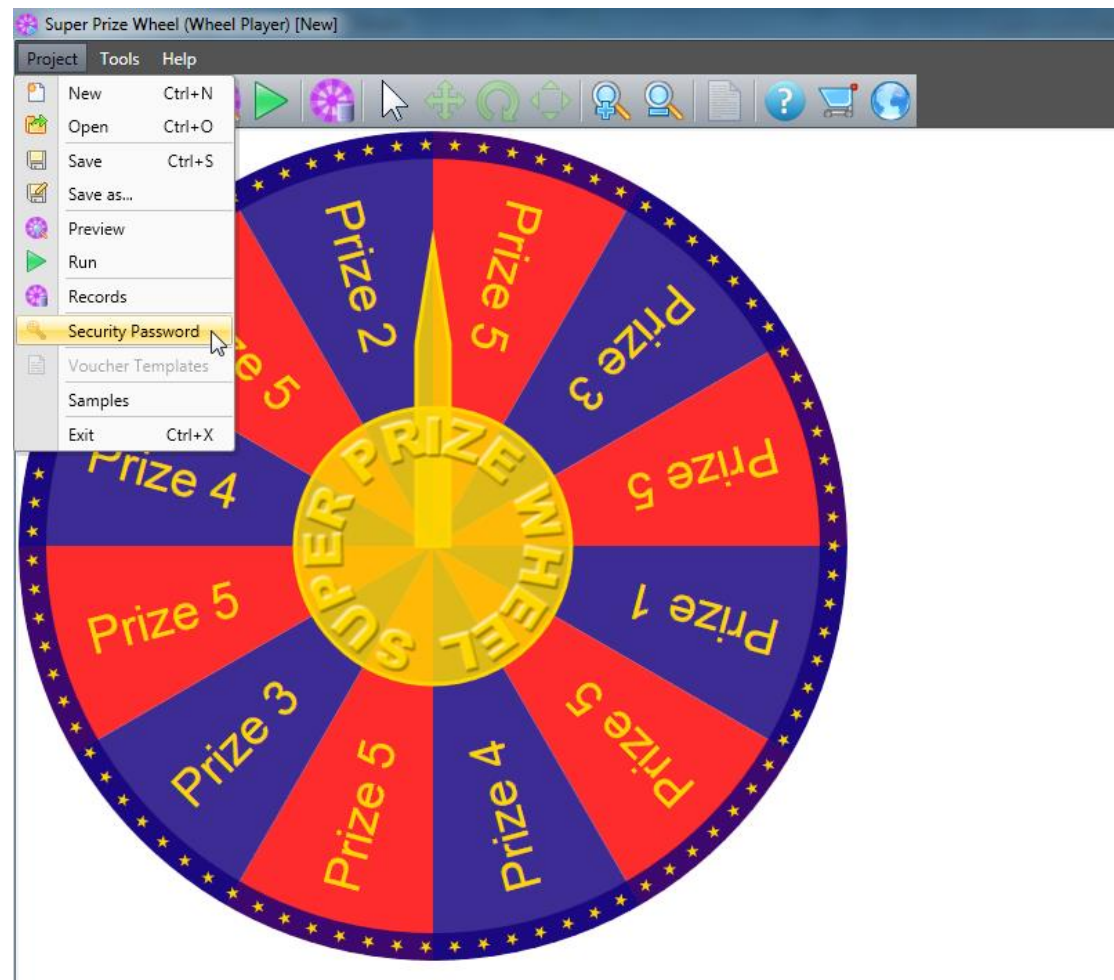 Super Prize Wheel (Wheel Player) [New]
Project Tools Help
New Ctrl+N
Open Ctrl+O
Save Ctrl+S
Save as...
Preview
Run
Records
Security Password
Voucher Templates
Samples
Exit Ctrl+X
Prize 2
Prize 5
Prize 3
Prize 5
Prize 1
Prize 5
Prize 4
Prize 5
Prize 3
Prize 5
Prize 4
ze 5
SUPER PRIZE WHEEL